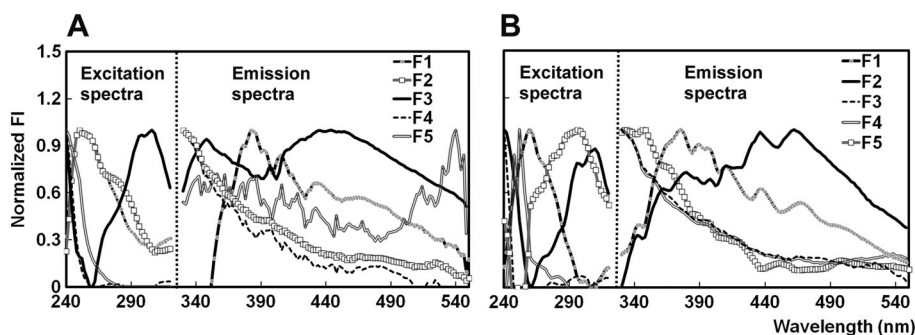 A
B
Normalized FI
1.5
1.2
0.9
0.6
0.3
0
Excitation spectra
Emission spectra
F1
F2
F3
F4
F5
240 290 340 390 440 490 550
Excitation spectra
Emission spectra
F1
F2
F3
F4
F5
240 290 340 390 440 490 550
Wavelength (nm)